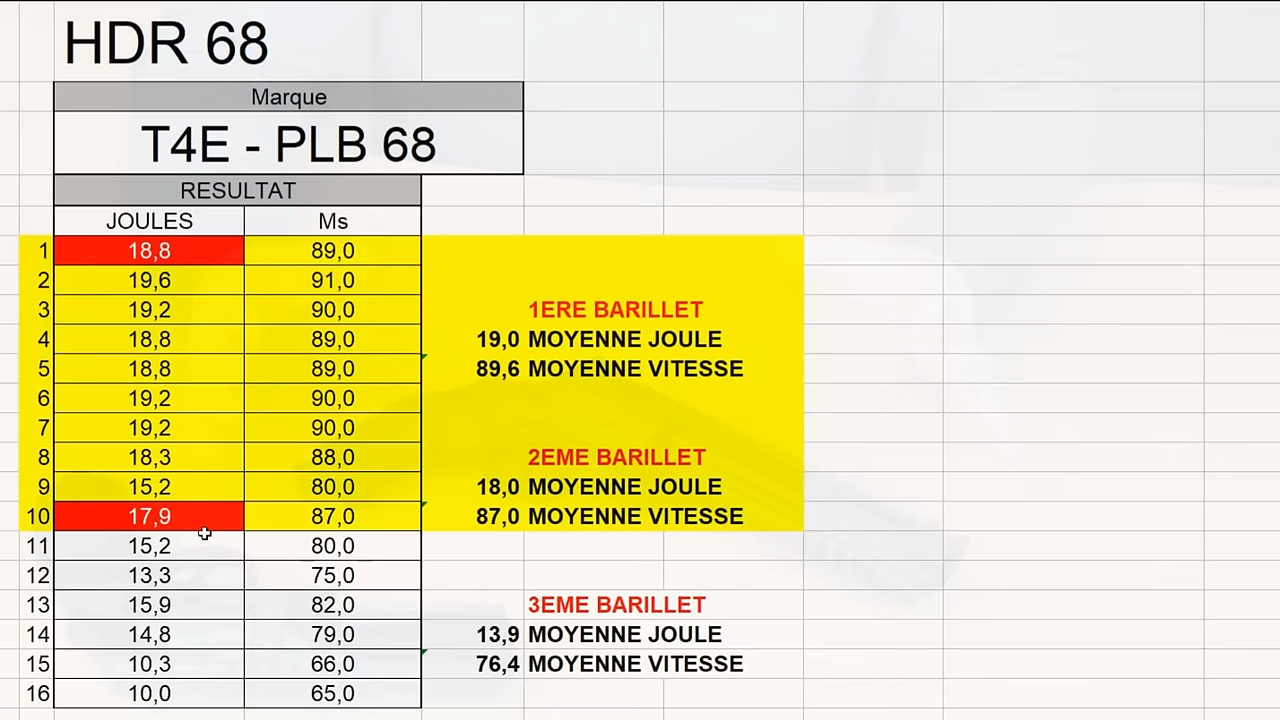 HDR 68
Marque
T4E - PLB 68
RESULTAT
JOULES Ms
1 18,8 89,0
2 19,6 91,0
3 19,2 90,0 1ERE BARILLET
4 18,8 89,0 19,0 MOYENNE JOULE
5 18,8 89,0 89,6 MOYENNE VITESSE
6 19,2 90,0
7 19,2 90,0
8 18,3 88,0 2EME BARILLET
9 15,2 80,0 18,0 MOYENNE JOULE
10 17,9 87,0 87,0 MOYENNE VITESSE
11 15,2 80,0
12 13,3 75,0
13 15,9 82,0 3EME BARILLET
14 14,8 79,0 13,9 MOYENNE JOULE
15 10,3 66,0 76,4 MOYENNE VITESSE
16 10,0 65,0